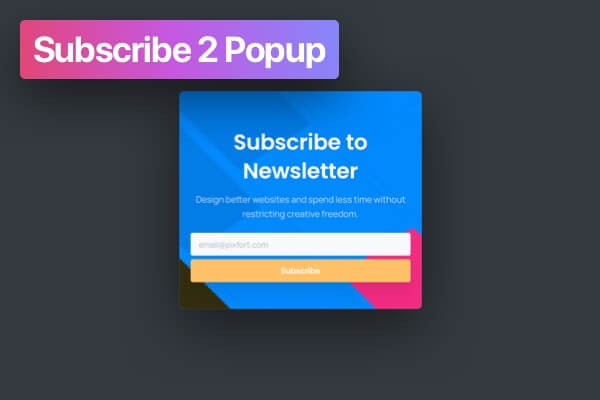 Subscribe 2 Popup
Subscribe to
Newsletter
Design better websites and spend less time without
restricting creative freedom.
email@pixfort.com
Subscribe